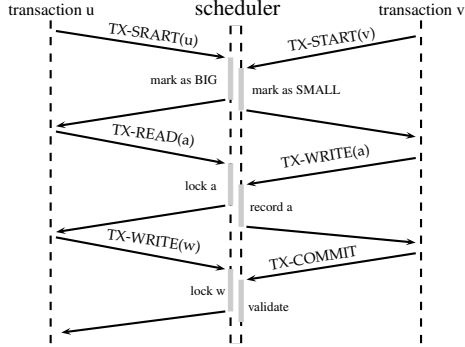 transaction u scheduler transaction v
TX-SRART(u) TX-START(v)
mark as BIG mark as SMALL
TX-READ(a) TX-WRITE(a)
lock a record a
TX-WRITE(w) TX-COMMIT
lock w validate